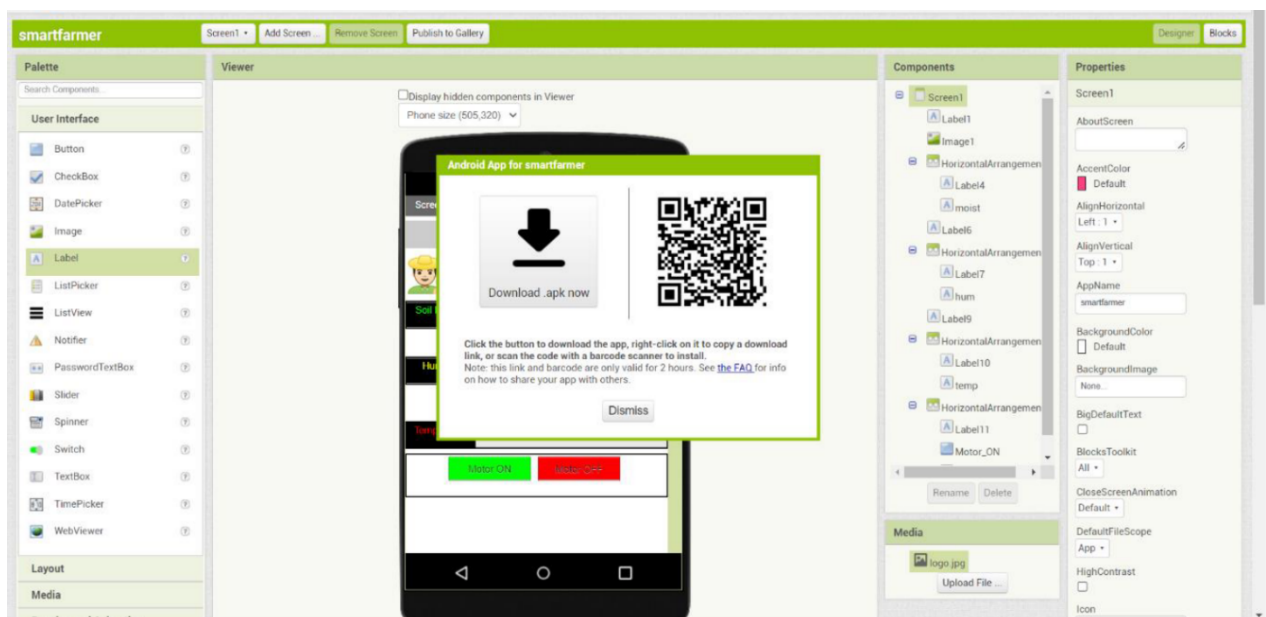 smartfarmer
Screen1
Add Screen ...
Remove Screen
Publish to Gallery
Designer
Blocks
Palette
Search Components...
User Interface
Button
CheckBox
DatePicker
Image
Label
ListPicker
ListView
Notifier
PasswordTextBox
Slider
Spinner
Switch
TextBox
TimePicker
WebViewer
Layout
Media
Viewer
Display hidden components in Viewer
Phone size (505,320)
Scree
Soil
Hu
Temp
Motor ON
Motor OFF
Android App for smartfarmer
Download .apk now
Click the button to download the app, right-click on it to copy a download
link, or scan the code with a barcode scanner to install.
Note: this link and barcode are only valid for 2 hours. See the FAQ for info
on how to share your app with others.
Dismiss
Components
Screen1
Label1
Image1
HorizontalArrangemen
Label4
moist
Label6
HorizontalArrangemen
Label7
hum
Label9
HorizontalArrangemen
Label10
temp
HorizontalArrangemen
Label11
Motor_ON
Rename
Delete
Media
logo.jpg
Upload File ...
Properties
Screen1
AboutScreen
AccentColor
Default
AlignHorizontal
Left : 1
AlignVertical
Top : 1
AppName
smartfarmer
BackgroundColor
Default
BackgroundImage
None...
BigDefaultText
BlocksToolkit
All
CloseScreenAnimation
Default
DefaultFileScope
App
HighContrast
Icon